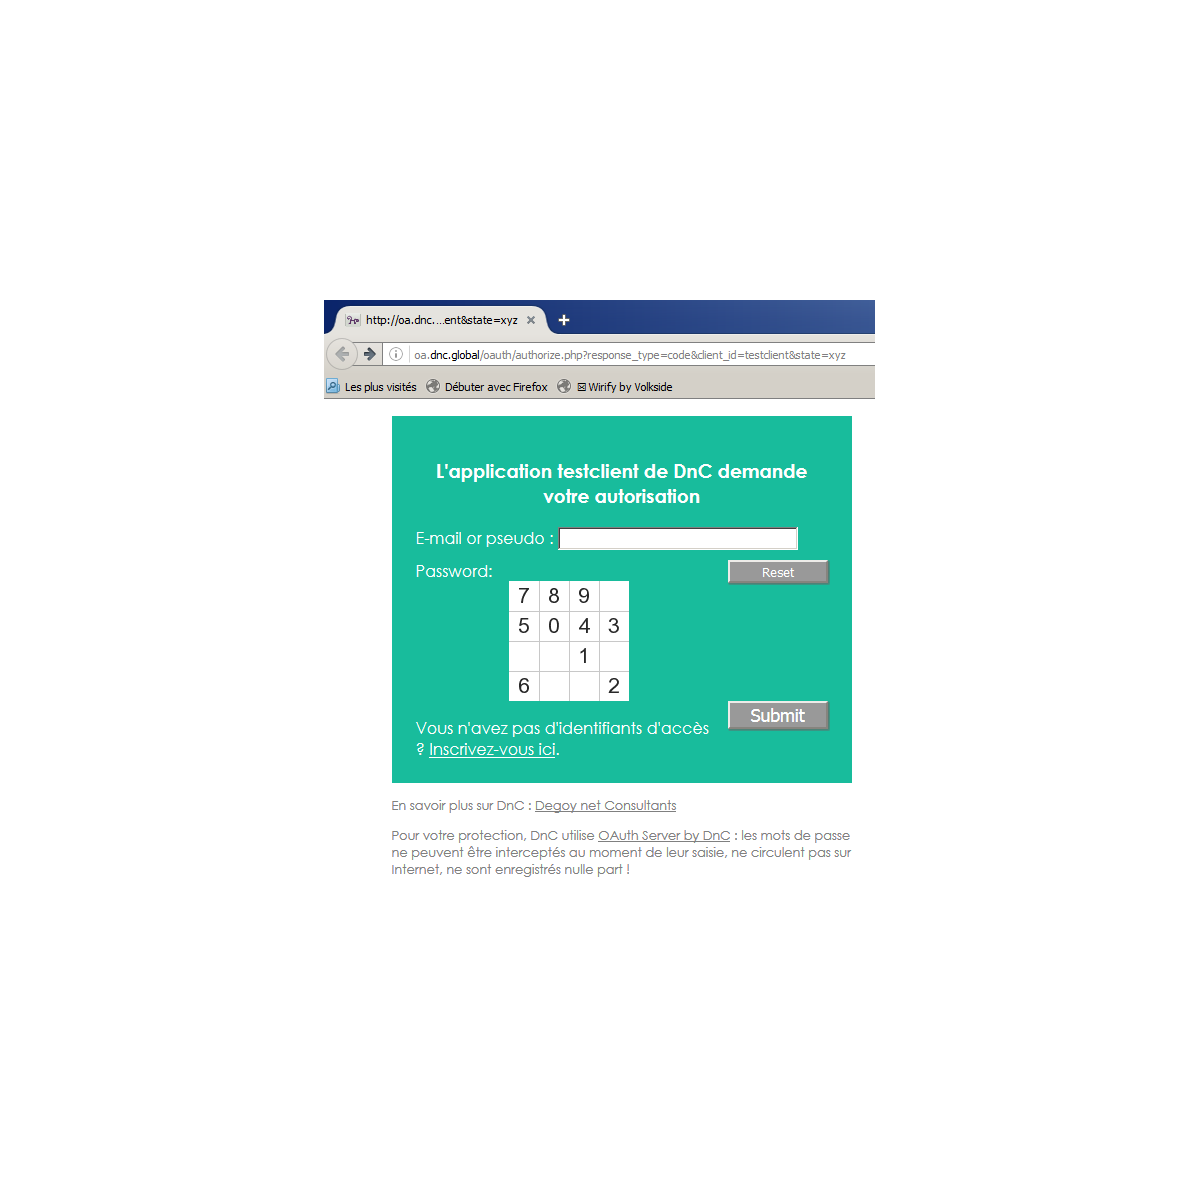 http://oa.dnc....ent&state=xyz
oa.dnc.global/oauth/authorize.php?response_type=code&client_id=testclient&state=xyz
Les plus visités Débuter avec Firefox Wirify by Volkside
L'application testclient de DnC demande
votre autorisation
E-mail or pseudo :
Password:
Reset
7 8 9
5 0 4 3
1
6 2
Submit
Vous n'avez pas d'identifiants d'accès
? Inscrivez-vous ici.
En savoir plus sur DnC : Degoy net Consultants
Pour votre protection, DnC utilise OAuth Server by DnC : les mots de passe
ne peuvent être interceptés au moment de leur saisie, ne circulent pas sur
Internet, ne sont enregistrés nulle part !